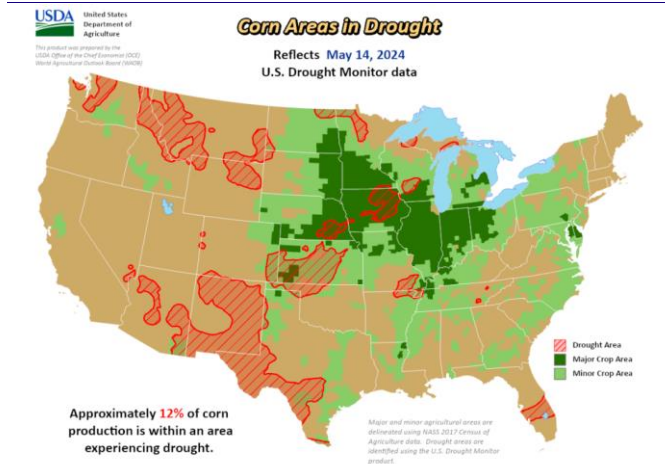 USDA
United States
Department of
Agriculture
This product was prepared by the
USDA Office of the Chief Economist (OCE)
World Agricultural Outlook Board (WAOB)
Corn Areas in Drought
Reflects May 14, 2024
U.S. Drought Monitor data
Drought Area
Major Crop Area
Minor Crop Area
Approximately 12% of corn
production is within an area
experiencing drought.
Major and minor agricultural areas are
delineated using NASS 2017 Census of
Agriculture data. Drought areas are
identified using the U.S. Drought Monitor
product.